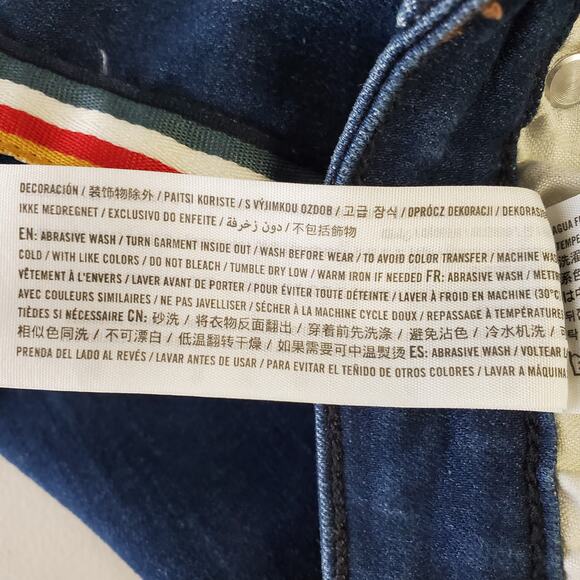 DECORACIÓN / 装饰物除外 / PAITSI KORISTE / S VÝJIMKOU OZDOB / 고급 장식 / OPRÓCZ DEKORACJI / DEKORAS
IKKE MEDREGNET / EXCLUSIVO DO ENFEITE / دون زخرفة / 不包括飾物
EN: ABRASIVE WASH / TURN GARMENT INSIDE OUT / WASH BEFORE WEAR / TO AVOID COLOR TRANSFER / MACHINE WAS
COLD / WITH LIKE COLORS / DO NOT BLEACH / TUMBLE DRY LOW / WARM IRON IF NEEDED FR: ABRASIVE WASH / METTR
VÊTEMENT À L'ENVERS / LAVER AVANT DE PORTER / POUR ÉVITER TOUTE DÉTEINTE / LAVER À FROID EN MACHINE (30°C
AVEC COULEURS SIMILAIRES / NE PAS JAVELLISER / SÉCHER À LA MACHINE CYCLE DOUX / REPASSAGE À TEMPÉRATURES
TIÈDES SI NÉCESSAIRE CN: 砂洗 / 将衣物反面翻出 / 穿着前先洗涤 / 避免沾色 / 冷水机洗 /
相似色同洗 / 不可漂白 / 低温翻转干燥 / 如果需要可中温熨烫 ES: ABRASIVE WASH / VOLTEAR L
PRENDA DEL LADO AL REVÉS / LAVAR ANTES DE USAR / PARA EVITAR EL TEÑIDO DE OTROS COLORES / LAVAR A MÁQUINA